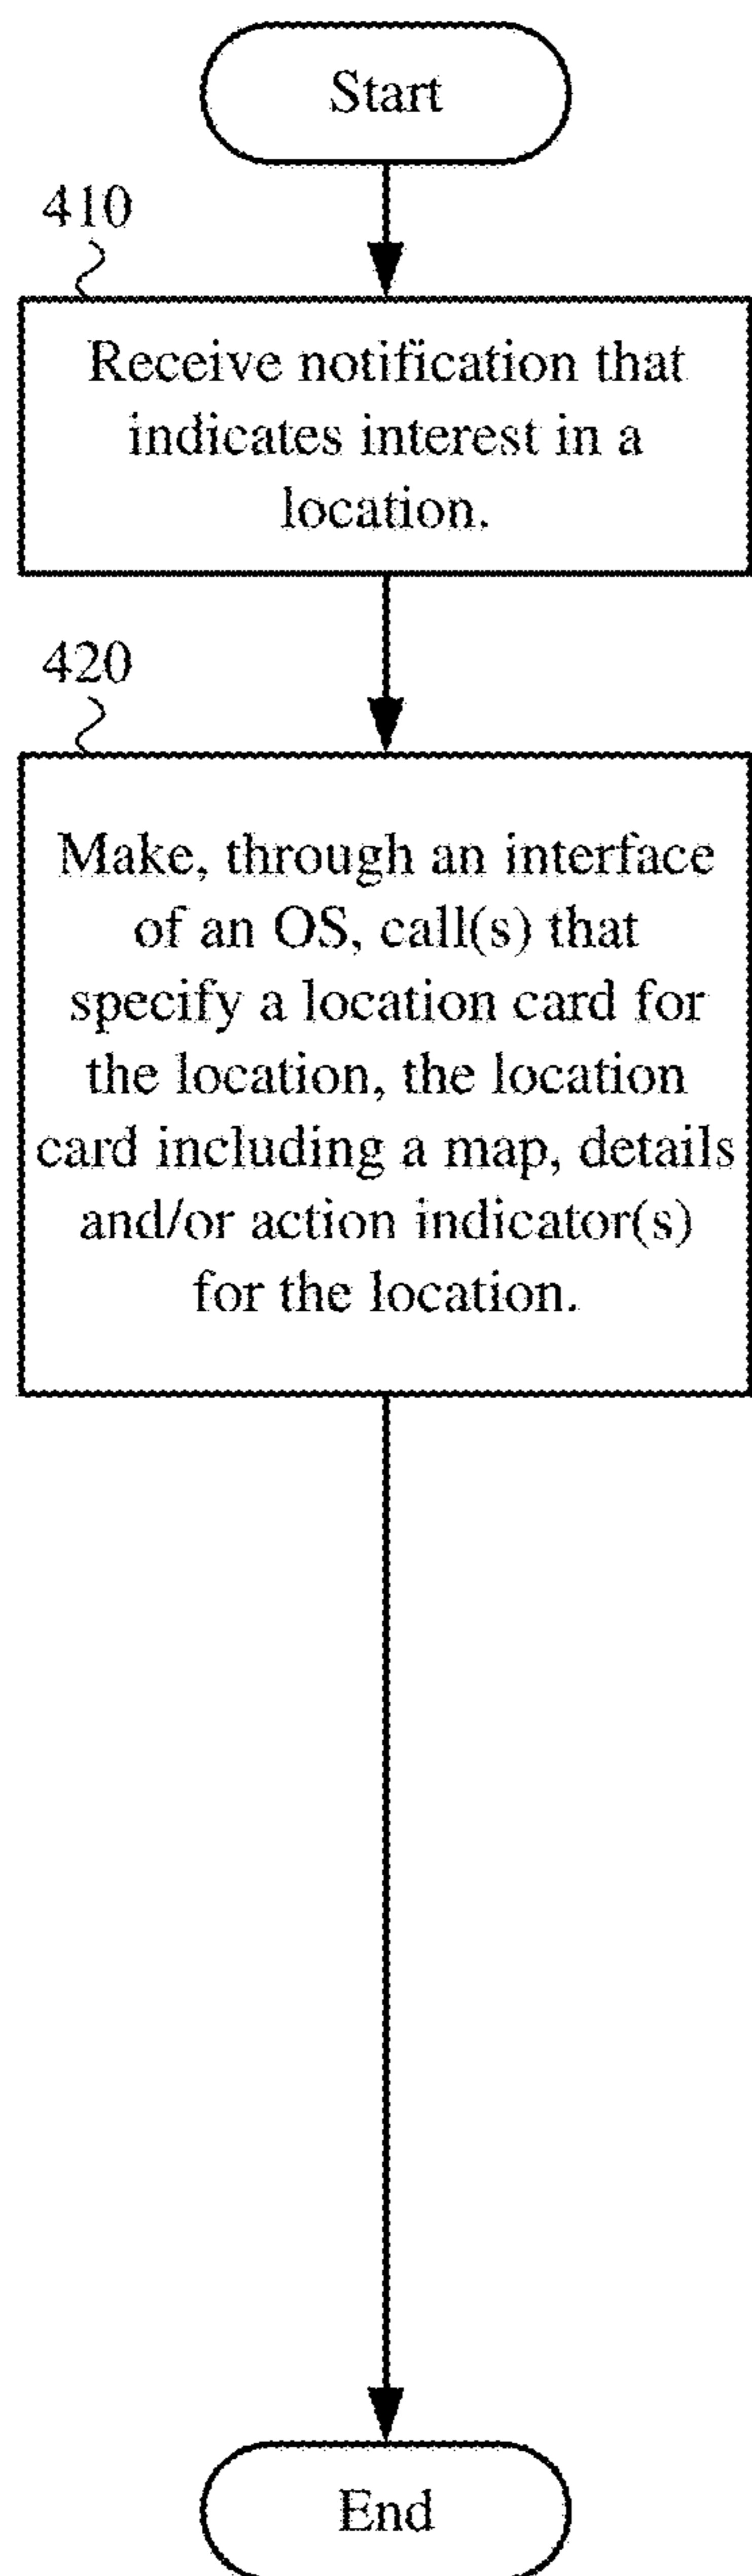 Start
410
Receive notification that
indicates interest in a
location.
420
Make, through an interface
of an OS, call(s) that
specify a location card for
the location, the location
card including a map, details
and/or action indicator(s)
for the location.
End